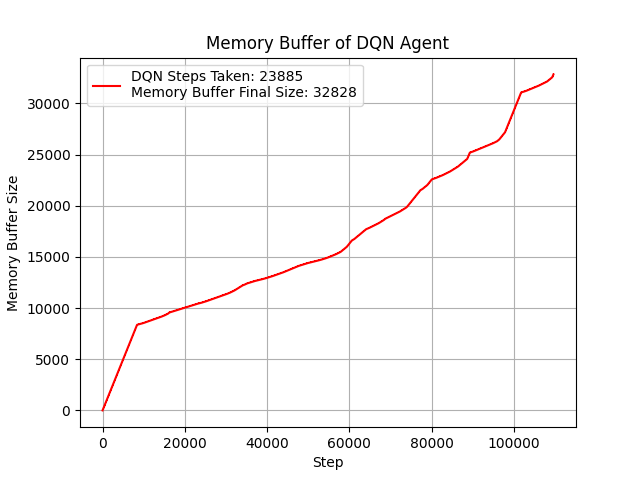 Memory Buffer of DQN Agent
DQN Steps Taken: 23885
Memory Buffer Final Size: 32828
Memory Buffer Size
30000
25000
20000
15000
10000
5000
0
0 20000 40000 60000 80000 100000
Step